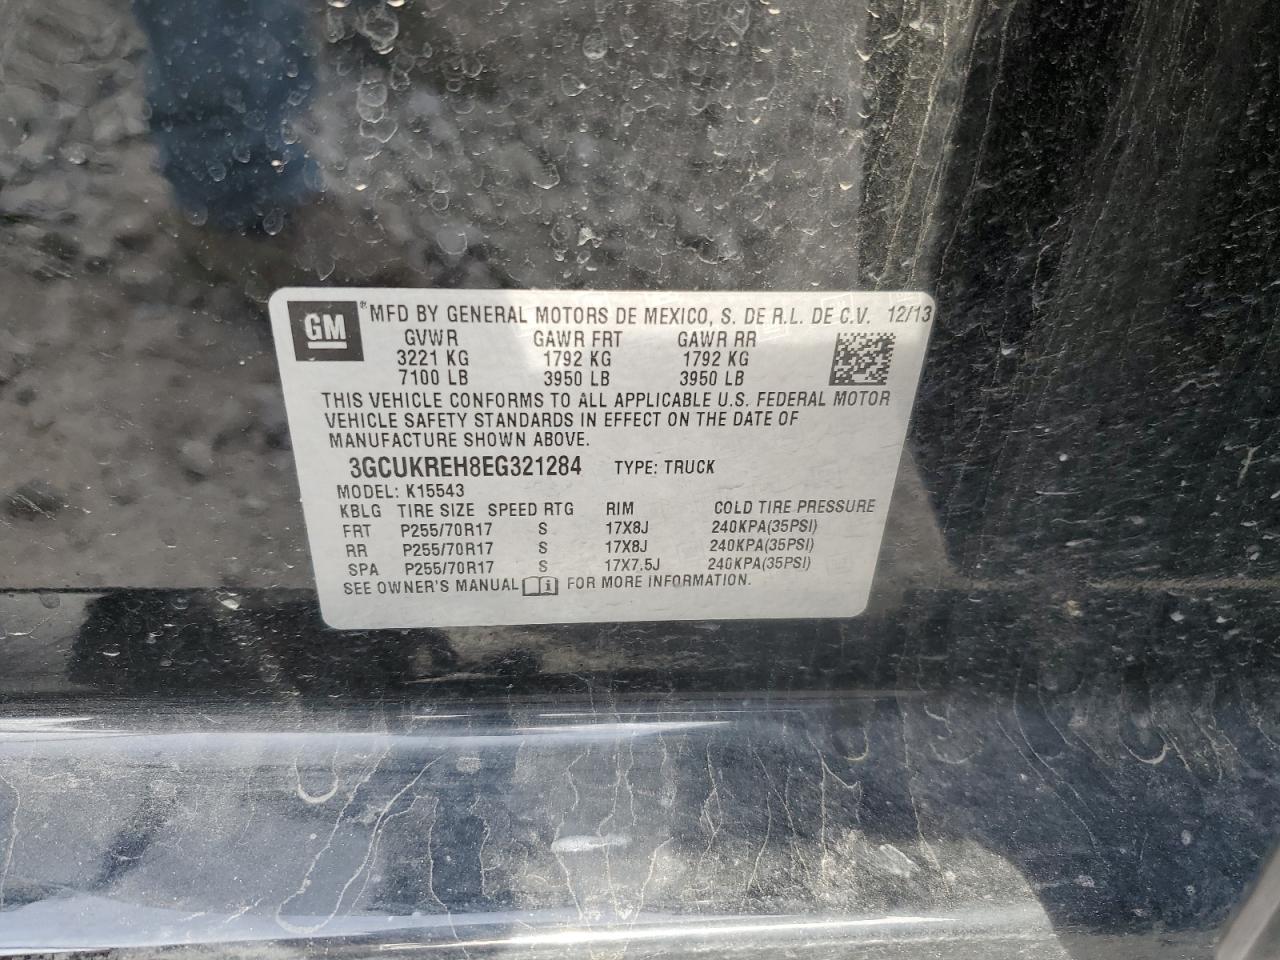 GM ® MFD BY GENERAL MOTORS DE MEXICO, S. DE R.L. DE C.V. 12/13
GVWR GAWR FRT GAWR RR
3221 KG 1792 KG 1792 KG
7100 LB 3950 LB 3950 LB
THIS VEHICLE CONFORMS TO ALL APPLICABLE U.S. FEDERAL MOTOR
VEHICLE SAFETY STANDARDS IN EFFECT ON THE DATE OF
MANUFACTURE SHOWN ABOVE.
3GCUKREH8EG321284 TYPE: TRUCK
MODEL: K15543
KBLG TIRE SIZE SPEED RTG RIM COLD TIRE PRESSURE
FRT P255/70R17 S 17X8J 240KPA(35PSI)
RR P255/70R17 S 17X8J 240KPA(35PSI)
SPA P255/70R17 S 17X7.5J 240KPA(35PSI)
SEE OWNER'S MANUAL FOR MORE INFORMATION.